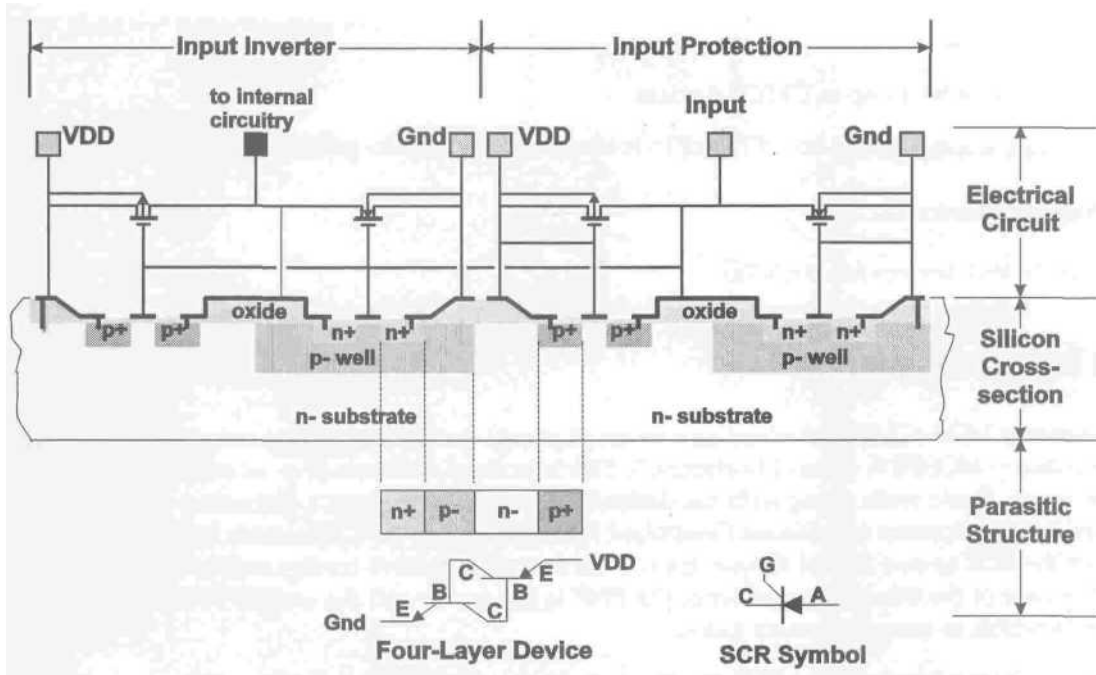 Input Inverter
Input Protection
to internal
circuitry
Input
VDD
Gnd
VDD
Gnd
Electrical
Circuit
oxide
oxide
p+
p+
n+
n+
p+
p+
n+
n+
p- well
p- well
Silicon
Cross-
section
n- substrate
n- substrate
n+
p-
n-
p+
Parasitic
Structure
VDD
C
E
B
B
E
C
Gnd
G
C
A
Four-Layer Device
SCR Symbol